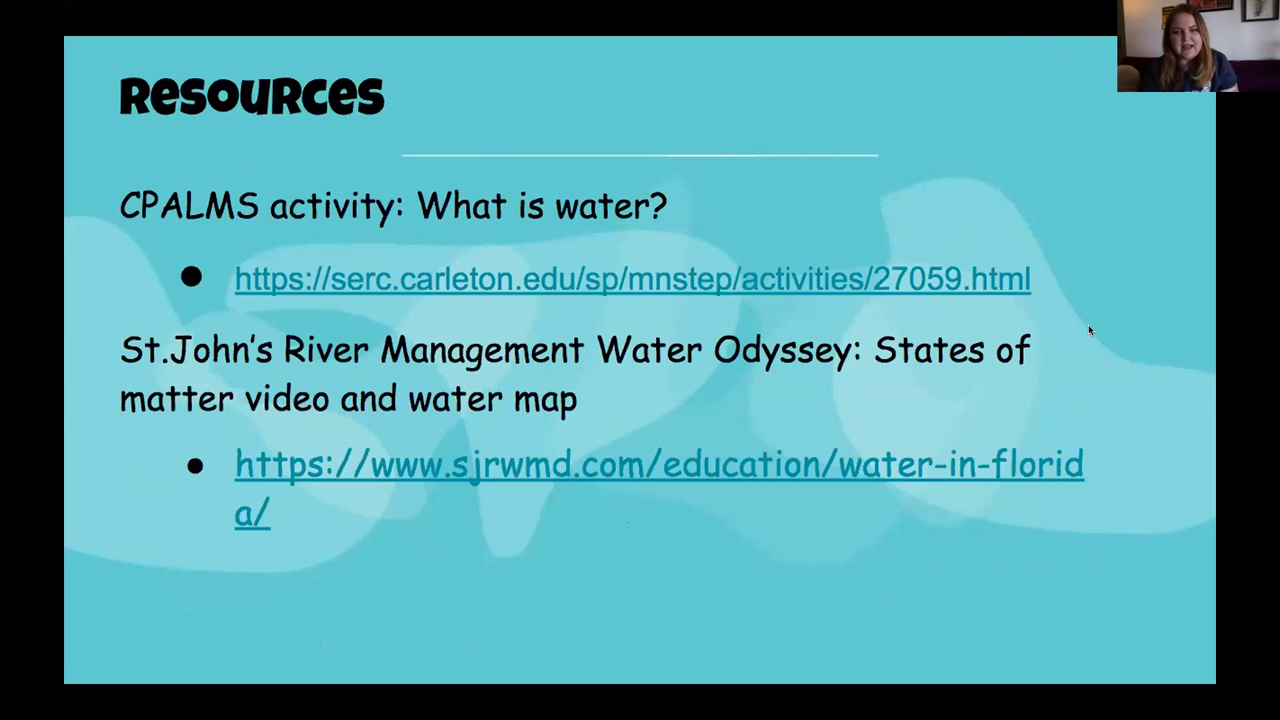 Resources
CPALMS activity: What is water?
● https://serc.carleton.edu/sp/mnstep/activities/27059.html
St.John's River Management Water Odyssey: States of
matter video and water map
● https://www.sjrwmd.com/education/water-in-florid
a/